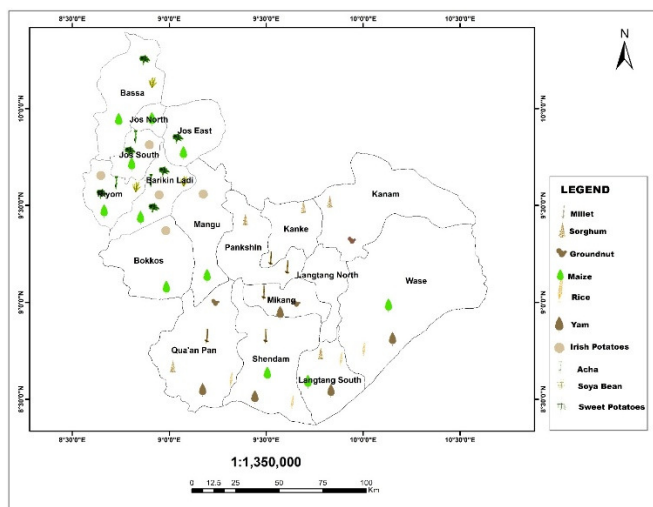 8°30'0"E 9°0'0"E 9°30'0"E 10°0'0"E 10°30'0"E
N
10°0'0"N 10°0'0"N
9°30'0"N 9°30'0"N
9°0'0"N 9°0'0"N
8°30'0"N 8°30'0"N
Bassa
Jos North
Jos East
Jos South
Barikin Ladi
Riyom
Kanam
Mangu
Kanke
Pankshin
Bokkos
Langtang North
Wase
Mikang
Qua'an Pan
Shendam
Langtang South
LEGEND
Millet
Sorghum
Groundnut
Maize
Rice
Yam
Irish Potatoes
Acha
Soya Bean
Sweet Potatoes
8°30'0"E 9°0'0"E 9°30'0"E 10°0'0"E 10°30'0"E
1:1,350,000
0 12.5 25 50 75 100
Km